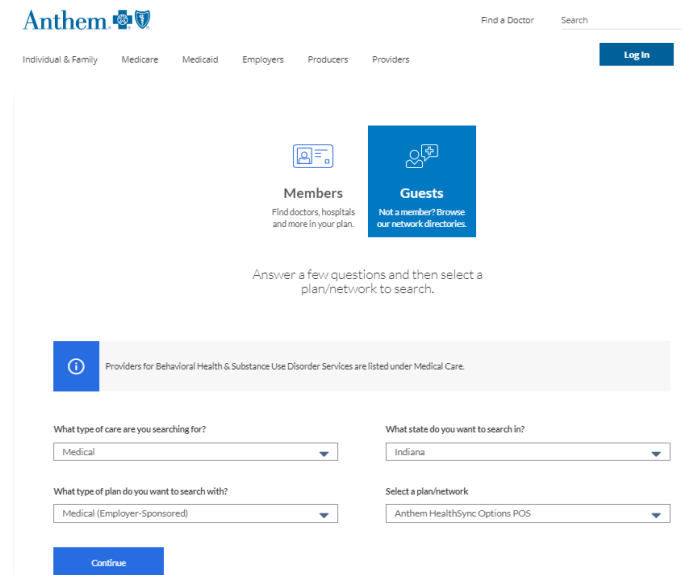 Anthem
Find a Doctor
Search
Individual & Family
Medicare
Medicaid
Employers
Producers
Providers
Log In
Members
Find doctors, hospitals
and more in your plan.
Guests
Not a member? Browse
our network directories.
Answer a few questions and then select a
plan/network to search.
Providers for Behavioral Health & Substance Use Disorder Services are listed under Medical Care.
What type of care are you searching for?
Medical
What state do you want to search in?
Indiana
What type of plan do you want to search with?
Medical (Employer-Sponsored)
Select a plan/network
Anthem HealthSync Options POS
Continue